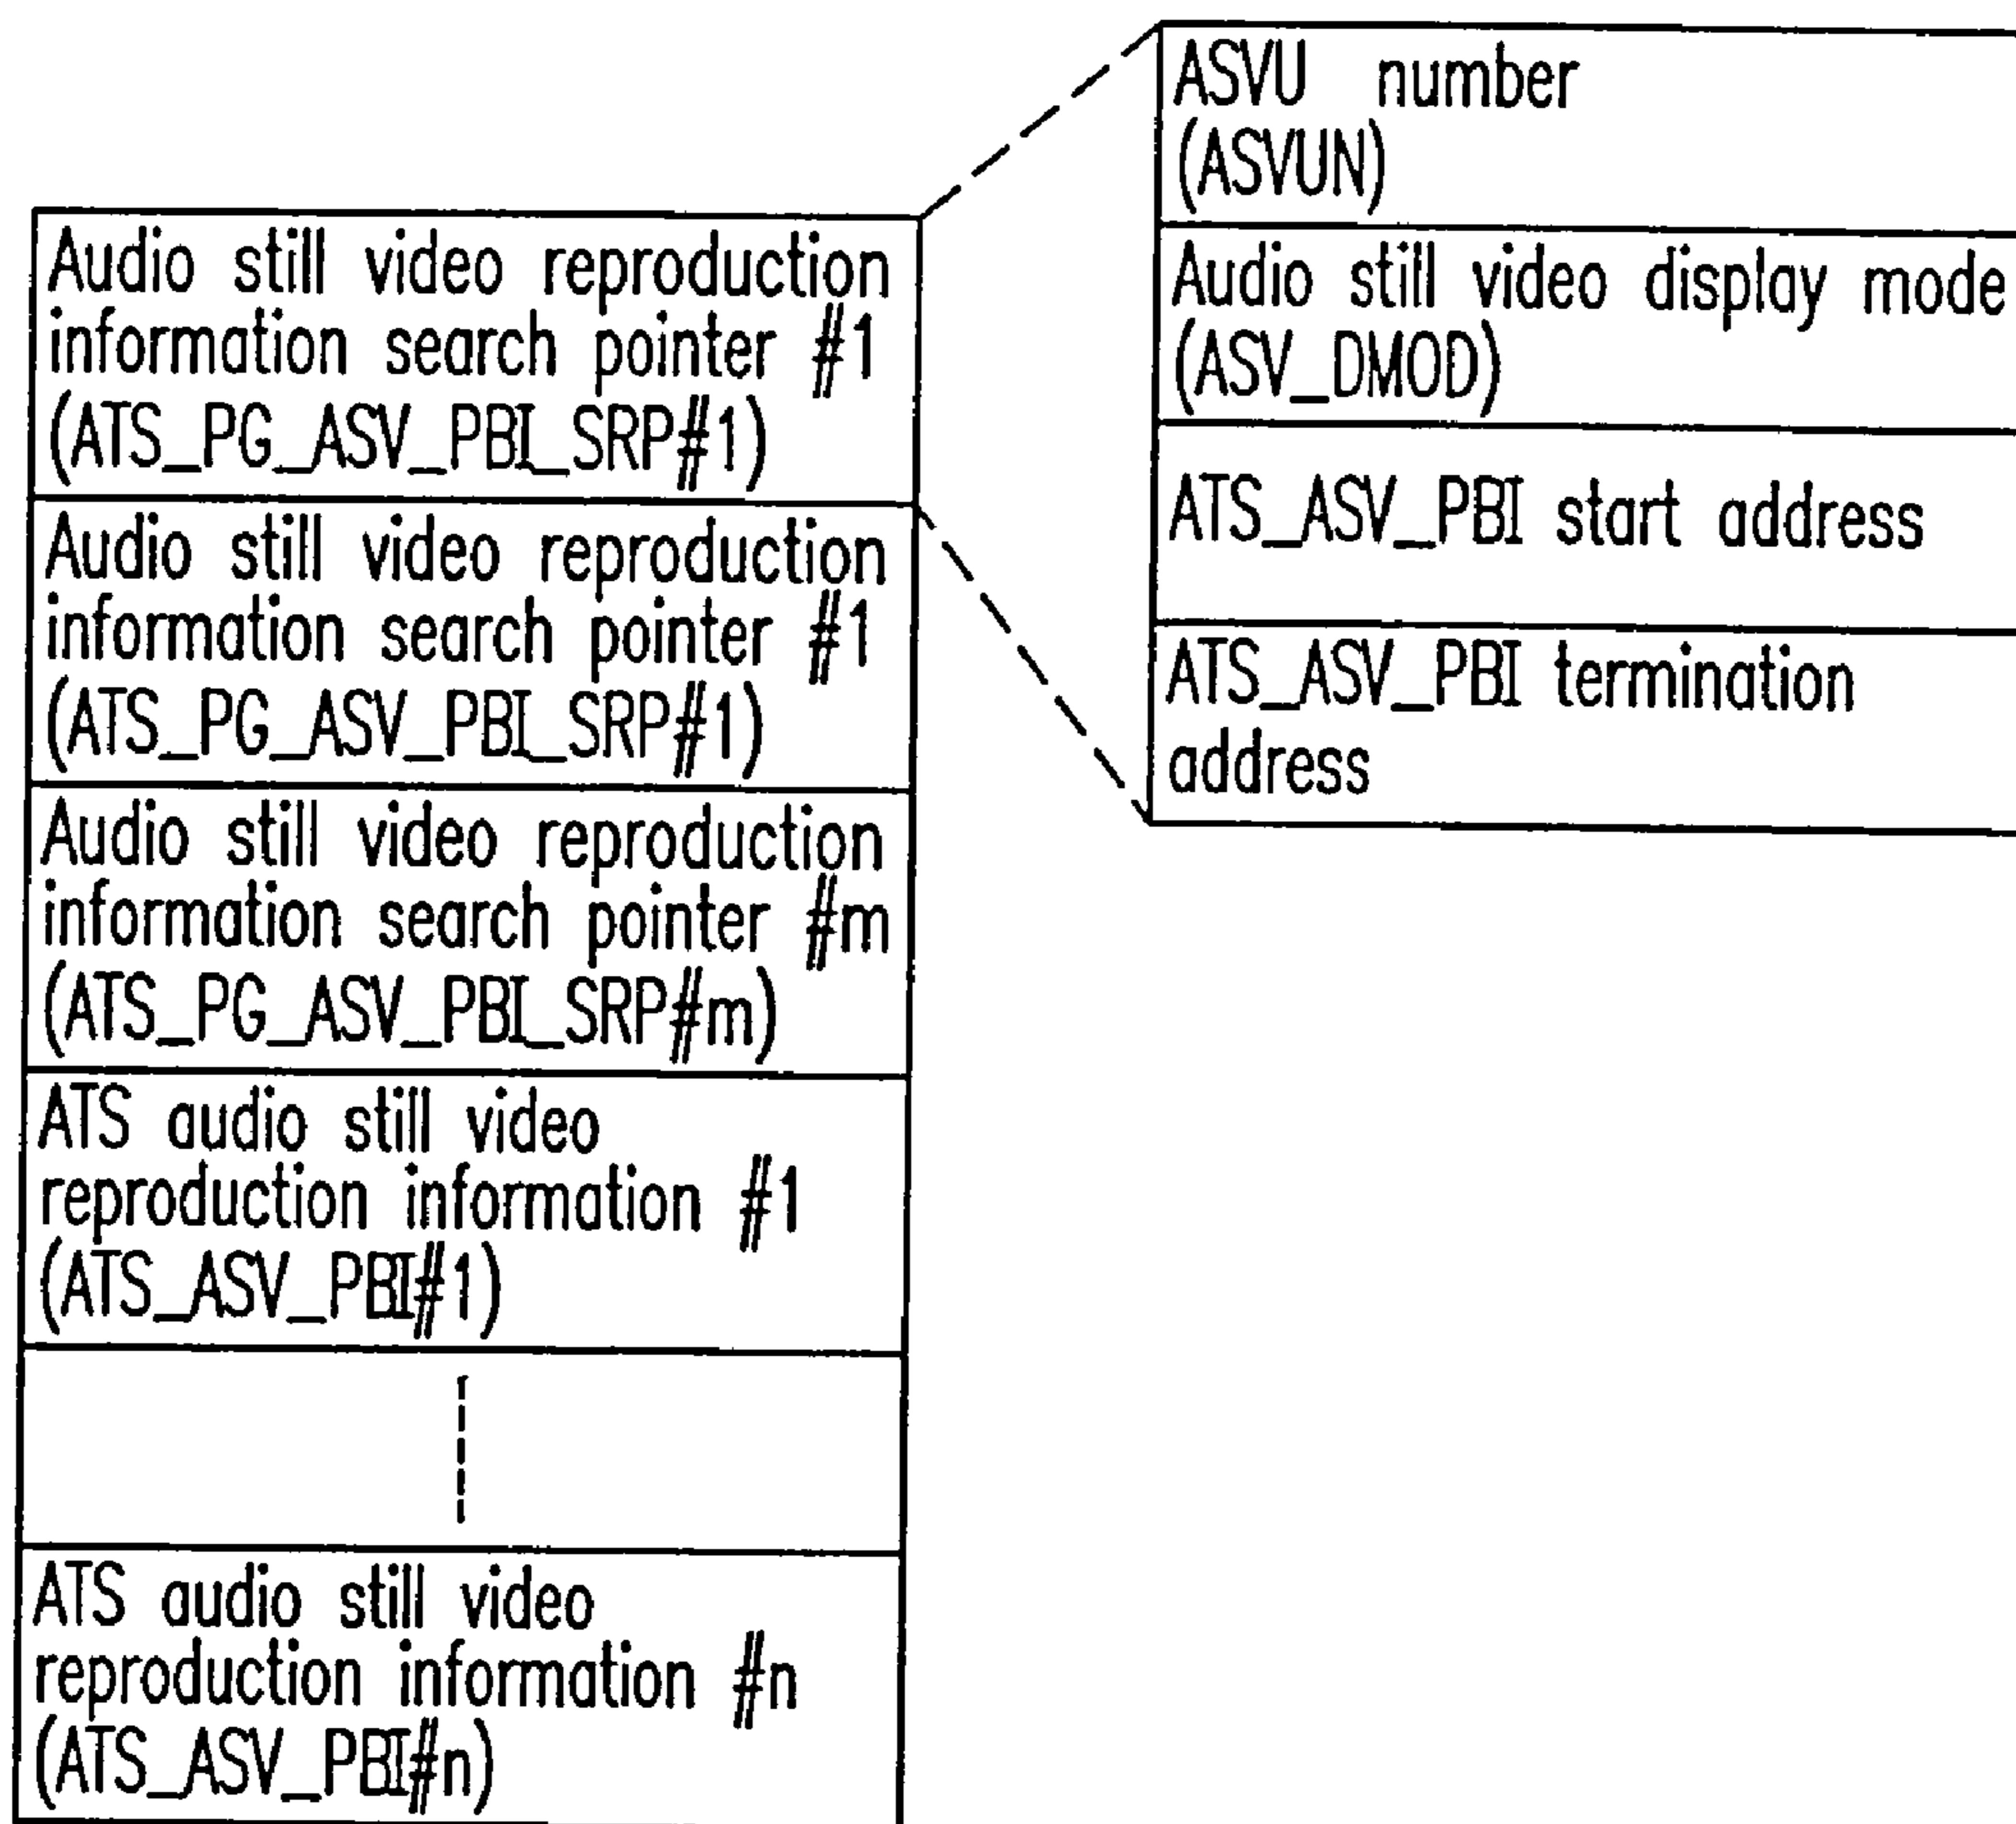 Audio still video reproduction
information search pointer #1
(ATS_PG_ASV_PBI_SRP#1)
Audio still video reproduction
information search pointer #1
(ATS_PG_ASV_PBI_SRP#1)
Audio still video reproduction
information search pointer #m
(ATS_PG_ASV_PBI_SRP#m)
ATS audio still video
reproduction information #1
(ATS_ASV_PBI#1)
ATS audio still video
reproduction information #n
(ATS_ASV_PBI#n)
ASVU number
(ASVUN)
Audio still video display mode
(ASV_DMOD)
ATS_ASV_PBI start address
ATS_ASV_PBI termination
address